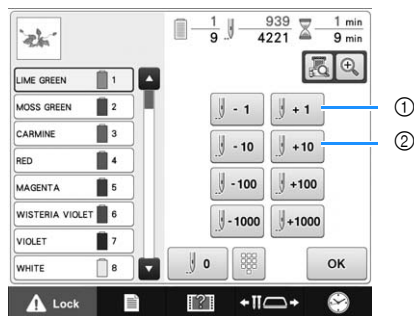 1 939 1 min
9 4221 9 min
LIME GREEN 1
MOSS GREEN 2
CARMINE 3
RED 4
MAGENTA 5
WISTERIA VIOLET 6
VIOLET 7
WHITE 8
- 1 + 1 ①
- 10 +10 ②
- 100 +100
- 1000 +1000
0 OK
Lock ?